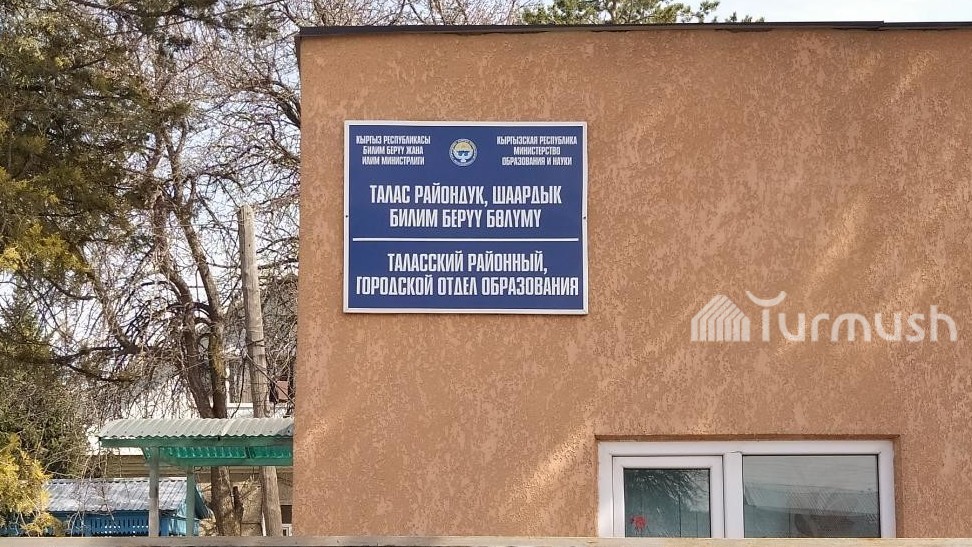 КЫРГЫЗ РЕСПУБЛИКАСЫ
БИЛИМ БЕРҮҮ ЖАНА
ИЛИМ МИНИСТРЛИГИ
КЫРГЫЗСКАЯ РЕСПУБЛИКА
МИНИСТЕРСТВО
ОБРАЗОВАНИЯ И НАУКИ
ТАЛАС РАЙОНДУК, ШААРДЫК
БИЛИМ БЕРҮҮ БӨЛҮМҮ
ТАЛАССКИЙ РАЙОННЫЙ,
ГОРОДСКОЙ ОТДЕЛ ОБРАЗОВАНИЯ
Turmush